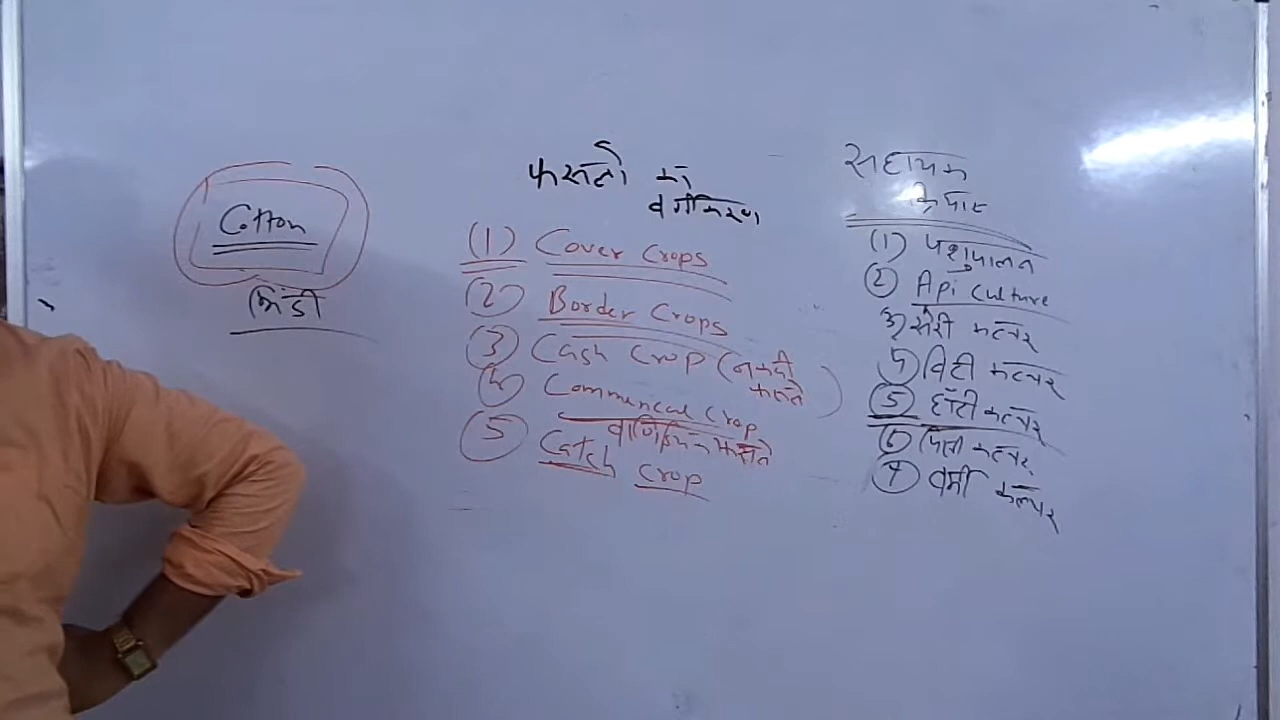 Cotton
भिंडी
फसलों का
वर्गीकरण
(1) Cover Crops
(2) Border Crops
(3) Cash Crop (नकदी
फसलें)
(4) Commerical Crop
वाणिज्यिक फसले
(5) Catch Crop
सहायक
(1) पशुपालन
(2) Api Culture
(3) सेरी कल्चर
(4) विटी कल्चर
(5) हॉर्टी कल्चर
(6) पिसी कल्चर
(7) वर्मी कल्चर